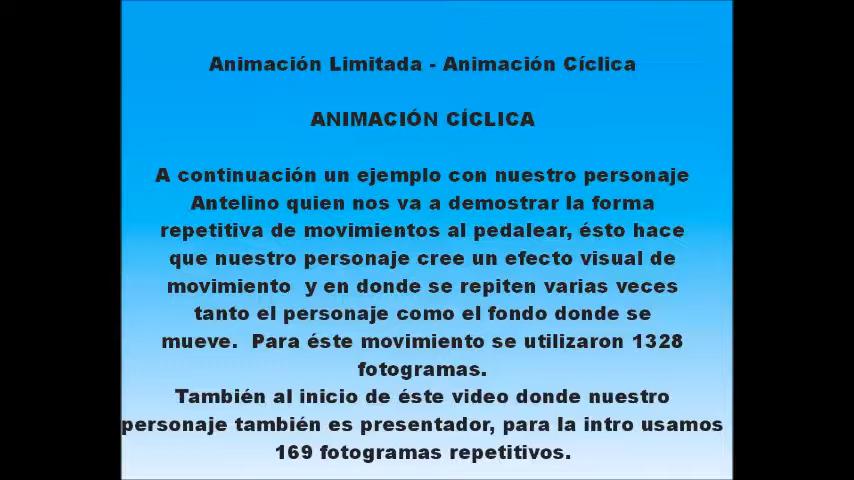 Animación Limitada - Animación Cíclica
ANIMACIÓN CÍCLICA
A continuación un ejemplo con nuestro personaje
Antelino quien nos va a demostrar la forma
repetitiva de movimientos al pedalear, ésto hace
que nuestro personaje cree un efecto visual de
movimiento  y en donde se repiten varias veces
tanto el personaje como el fondo donde se
mueve.  Para éste movimiento se utilizaron 1328
fotogramas.
También al inicio de éste video donde nuestro
personaje también es presentador, para la intro usamos
169 fotogramas repetitivos.